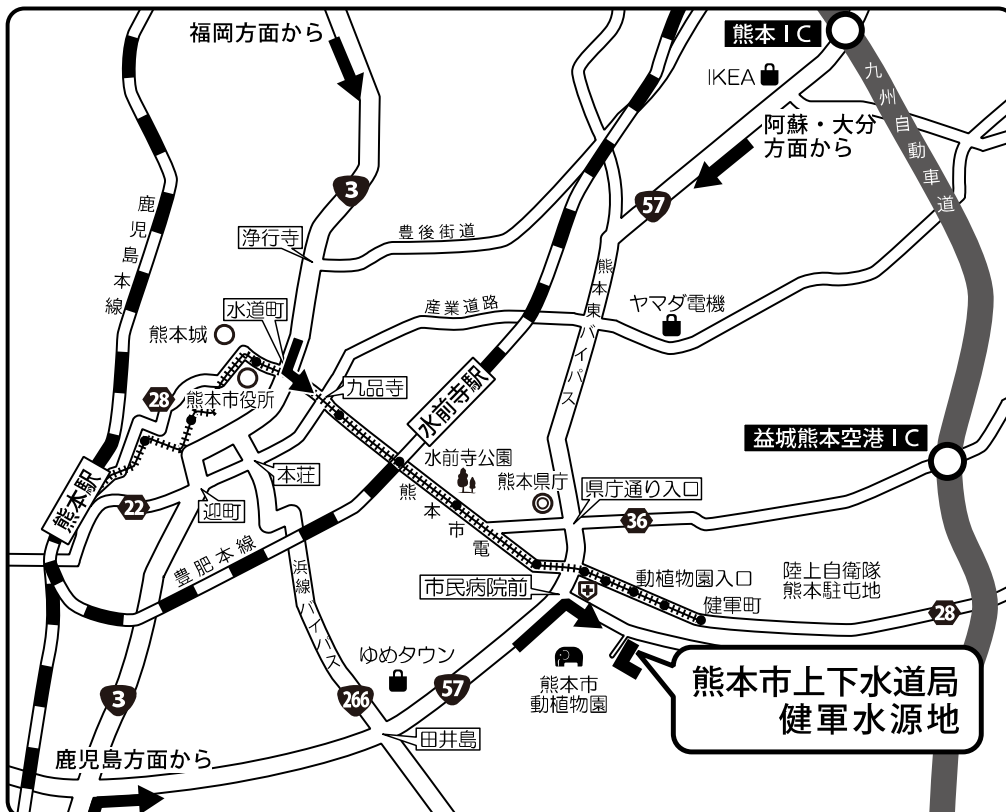 福岡方面から
熊本IC
IKEA
九州自動車道
阿蘇・大分
方面から
3
57
鹿児島本線
浄行寺
豊後街道
熊本東バイパス
水道町
産業道路
ヤマダ電機
熊本城
28
熊本市役所
九品寺
水前寺駅
益城熊本空港IC
水前寺公園
熊本県庁
県庁通り入口
本荘
熊本駅
22
迎町
熊本市電
36
豊肥本線
浜線バイパス
市民病院前
動植物園入口
陸上自衛隊
熊本駐屯地
健軍町
28
ゆめタウン
熊本市
動植物園
熊本市上下水道局
健軍水源地
3
266
57
田井島
鹿児島方面から